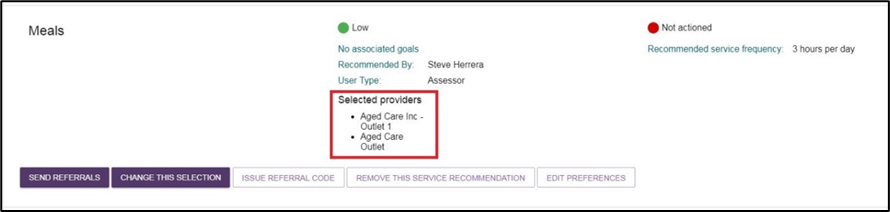 Meals
Low
Not actioned
No associated goals
Recommended service frequency: 3 hours per day
Recommended By: Steve Herrera
User Type: Assessor
Selected providers
• Aged Care Inc -
Outlet 1
• Aged Care
Outlet
SEND REFERRALS CHANGE THIS SELECTION ISSUE REFERRAL CODE REMOVE THIS SERVICE RECOMMENDATION EDIT PREFERENCES